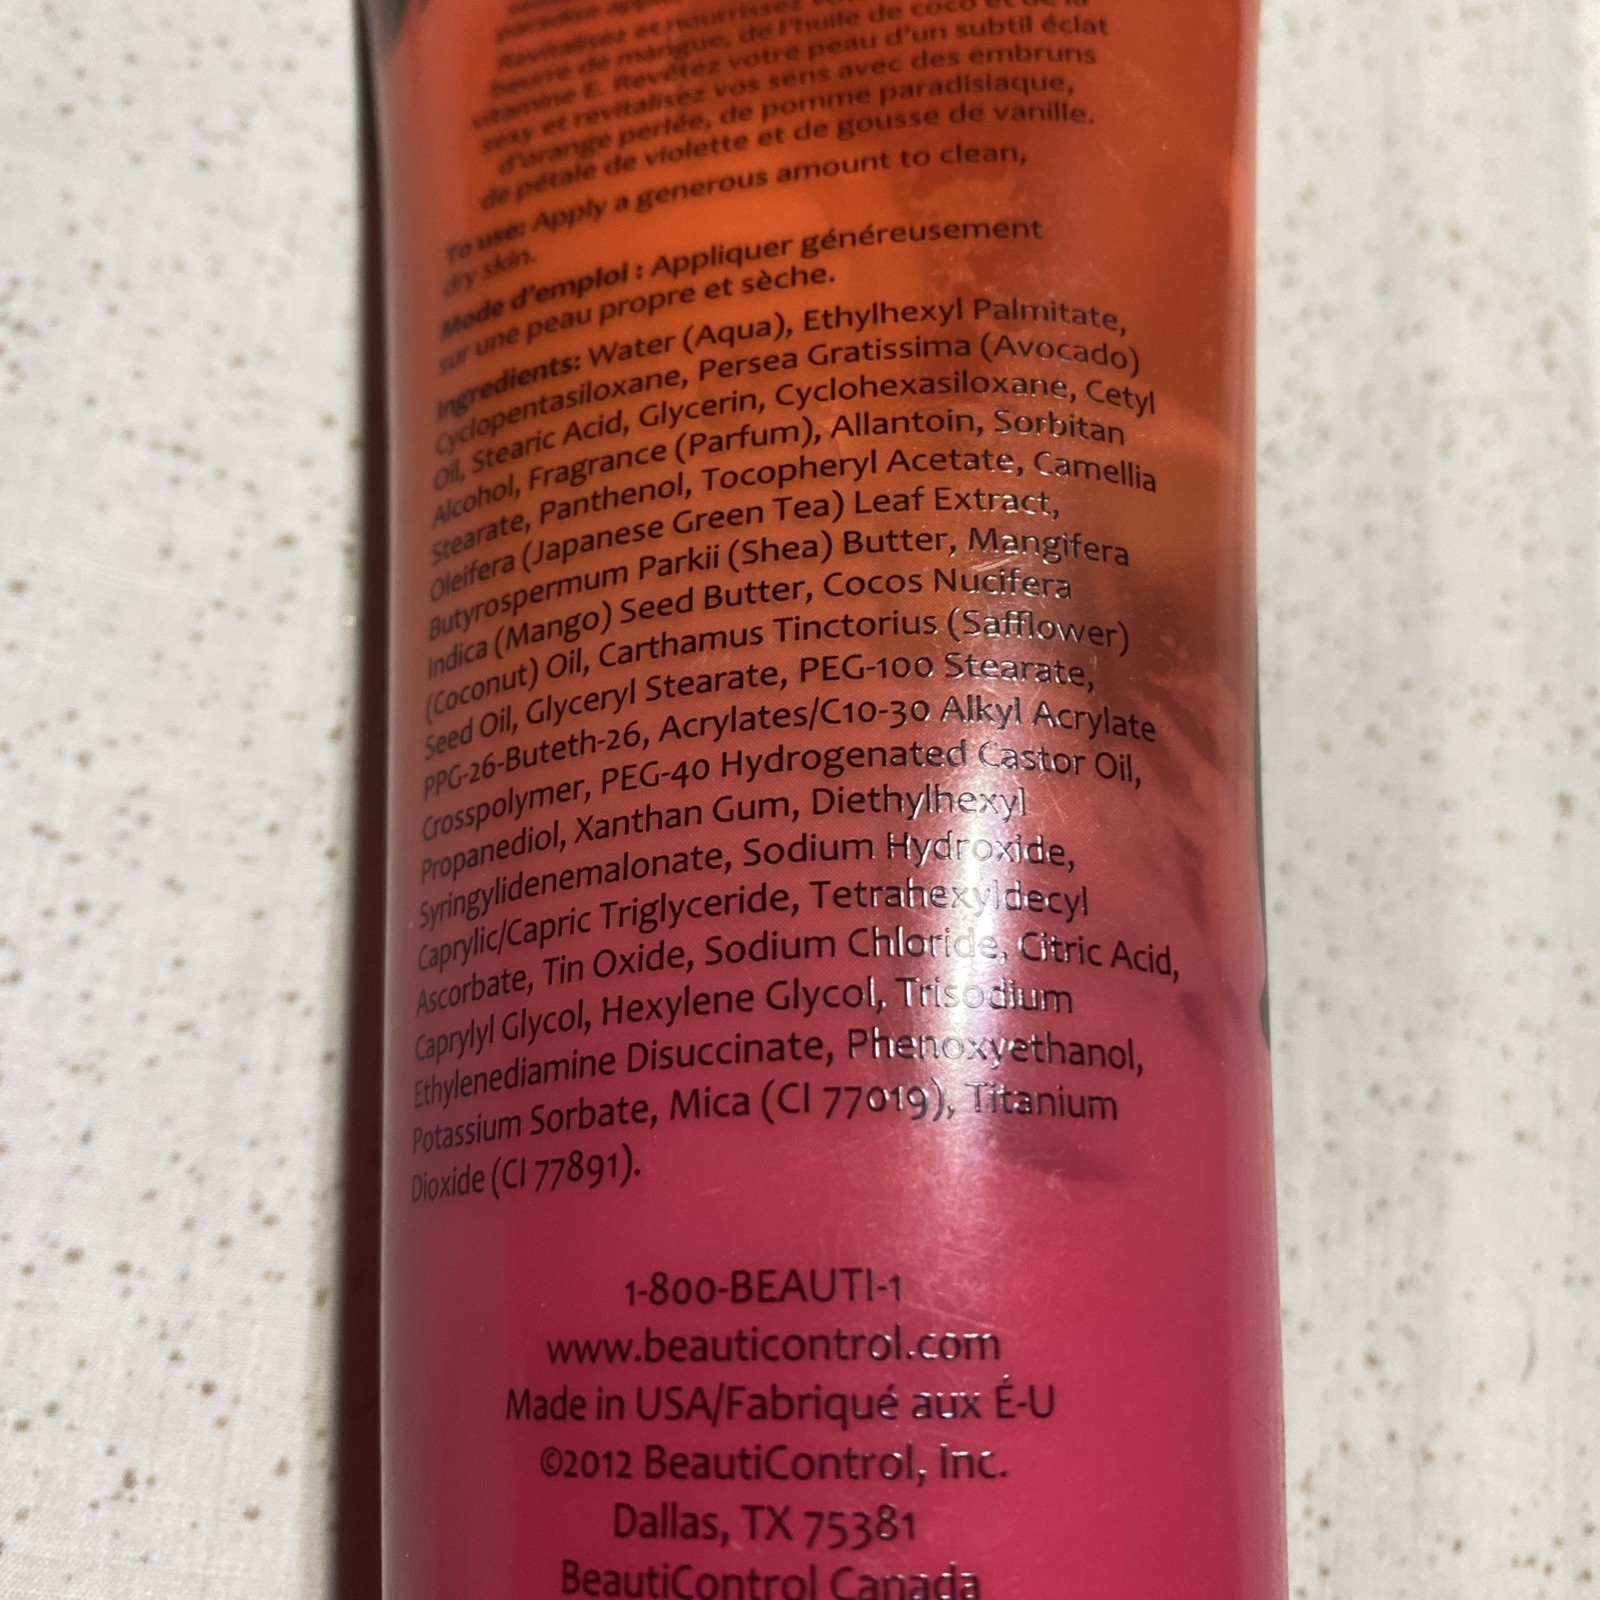 paradise apple,
Revitalisez et nourrissez
beurre de mangue, de l'huile de coco et de la
vitamine E. Revêtez votre peau d'un subtil éclat
sexy et revitalisez vos sens avec des embruns
d'orange perlée, de pomme paradisiaque,
de pétale de violette et de gousse de vanille.
To use: Apply a generous amount to clean,
dry skin.
Mode d'emploi : Appliquer généreusement
sur une peau propre et sèche.
Ingredients: Water (Aqua), Ethylhexyl Palmitate,
Cyclopentasiloxane, Persea Gratissima (Avocado)
Oil, Stearic Acid, Glycerin, Cyclohexasiloxane, Cetyl
Alcohol, Fragrance (Parfum), Allantoin, Sorbitan
Stearate, Panthenol, Tocopheryl Acetate, Camellia
Oleifera (Japanese Green Tea) Leaf Extract,
Butyrospermum Parkii (Shea) Butter, Mangifera
Indica (Mango) Seed Butter, Cocos Nucifera
(Coconut) Oil, Carthamus Tinctorius (Safflower)
Seed Oil, Glyceryl Stearate, PEG-100 Stearate,
PPG-26-Buteth-26, Acrylates/C10-30 Alkyl Acrylate
Crosspolymer, PEG-40 Hydrogenated Castor Oil,
Propanediol, Xanthan Gum, Diethylhexyl
Syringylidenemalonate, Sodium Hydroxide,
Caprylic/Capric Triglyceride, Tetrahexyldecyl
Ascorbate, Tin Oxide, Sodium Chloride, Citric Acid,
Caprylyl Glycol, Hexylene Glycol, Trisodium
Ethylenediamine Disuccinate, Phenoxyethanol,
Potassium Sorbate, Mica (CI 77019), Titanium
Dioxide (CI 77891).
1-800-BEAUTI-1
www.beauticontrol.com
Made in USA/Fabriqué aux É-U
©2012 BeautiControl, Inc.
Dallas, TX 75381
BeautiControl Canada